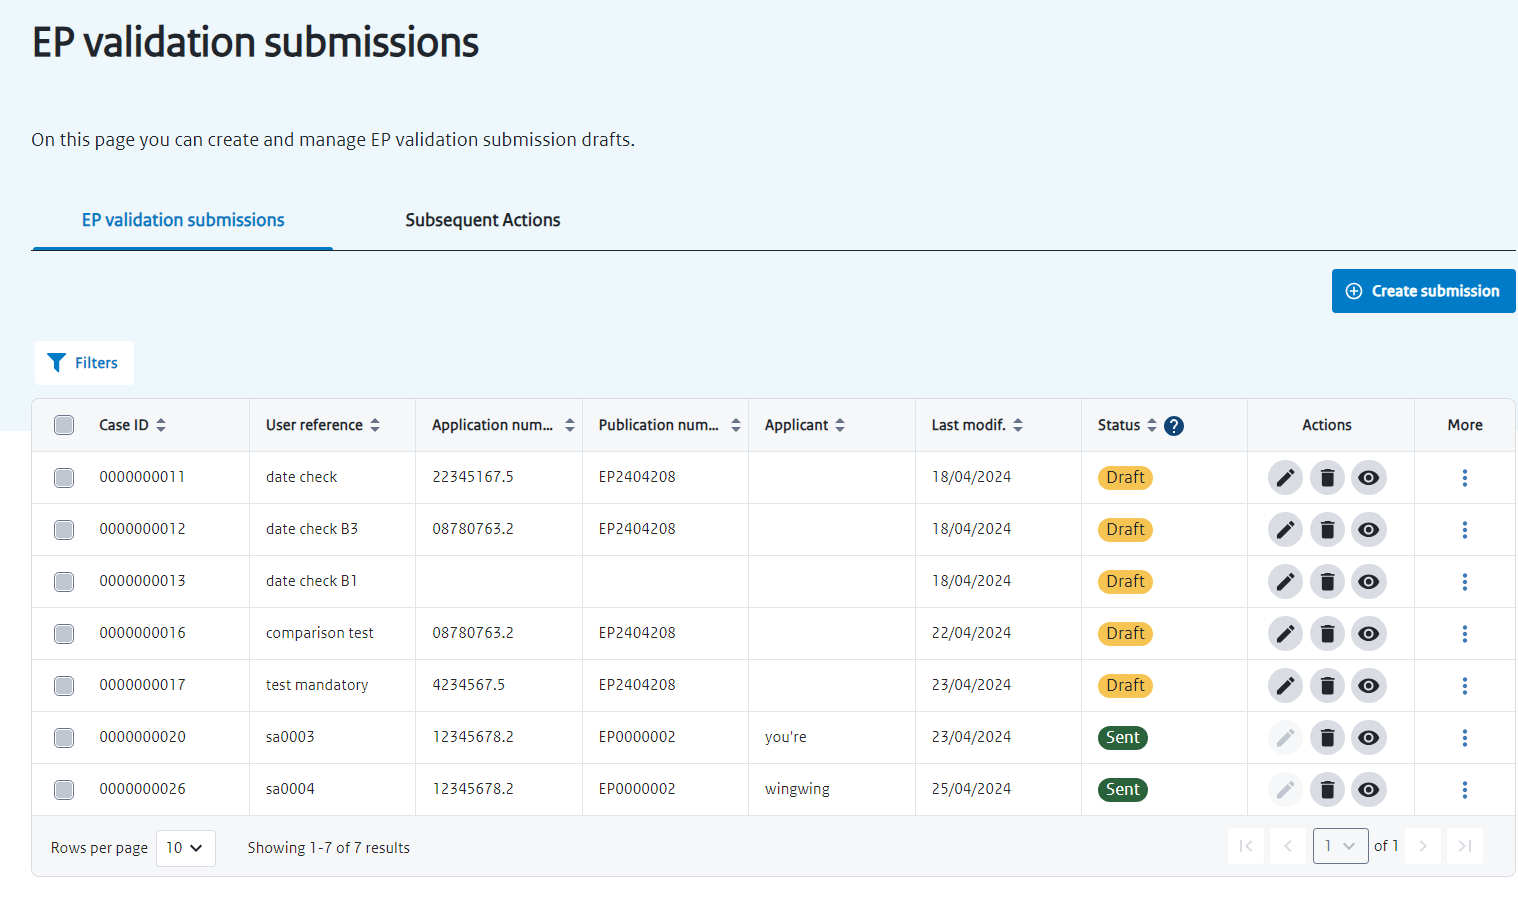 EP validation submissions
On this page you can create and manage EP validation submission drafts.
EP validation submissions Subsequent Actions
Create submission
Filters
Case ID User reference Application num... Publication num... Applicant Last modif. Status ? Actions More
0000000011 date check 22345167.5 EP2404208 18/04/2024 Draft
0000000012 date check B3 08780763.2 EP2404208 18/04/2024 Draft
0000000013 date check B1 18/04/2024 Draft
0000000016 comparison test 08780763.2 EP2404208 22/04/2024 Draft
0000000017 test mandatory 4234567.5 EP2404208 23/04/2024 Draft
0000000020 sa0003 12345678.2 EP0000002 you're 23/04/2024 Sent
0000000026 sa0004 12345678.2 EP0000002 wingwing 25/04/2024 Sent
Rows per page 10 Showing 1-7 of 7 results 1 of 1